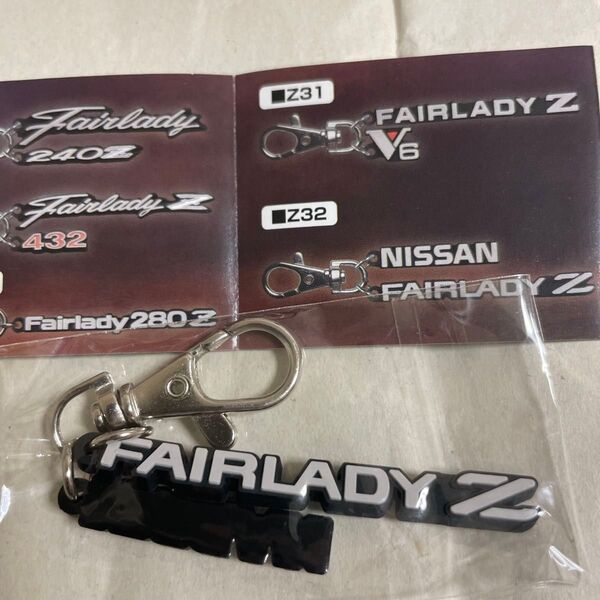 Fairlady
240Z
Fairlady Z
432
Fairlady 280Z
■Z31
FAIRLADY Z
V6
■Z32
NISSAN
FAIRLADY Z
FAIRLADY Z